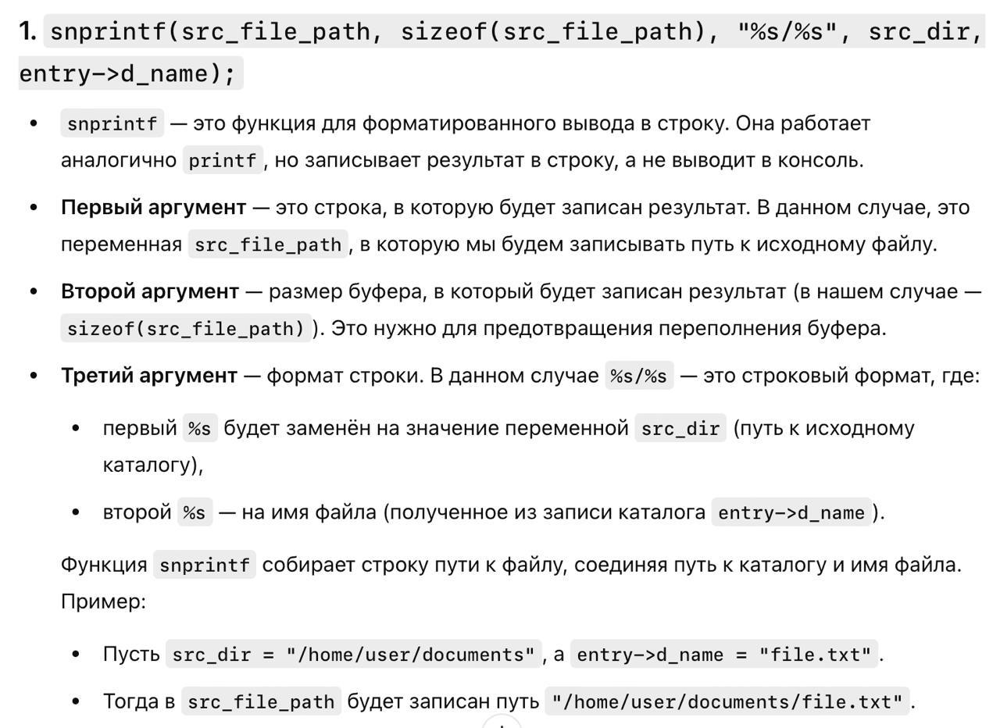 1. snprintf(src_file_path, sizeof(src_file_path), "%s/%s", src_dir,
entry->d_name);
• snprintf — это функция для форматированного вывода в строку. Она работает
аналогично printf, но записывает результат в строку, а не выводит в консоль.
• Первый аргумент — это строка, в которую будет записан результат. В данном случае, это
переменная src_file_path, в которую мы будем записывать путь к исходному файлу.
• Второй аргумент — размер буфера, в который будет записан результат (в нашем случае —
sizeof(src_file_path)). Это нужно для предотвращения переполнения буфера.
• Третий аргумент — формат строки. В данном случае %s/%s — это строковый формат, где:
• первый %s будет заменён на значение переменной src_dir (путь к исходному
каталогу),
• второй %s — на имя файла (полученное из записи каталога entry->d_name).
Функция snprintf собирает строку пути к файлу, соединяя путь к каталогу и имя файла.
Пример:
• Пусть src_dir = "/home/user/documents", а entry->d_name = "file.txt".
• Тогда в src_file_path будет записан путь "/home/user/documents/file.txt".